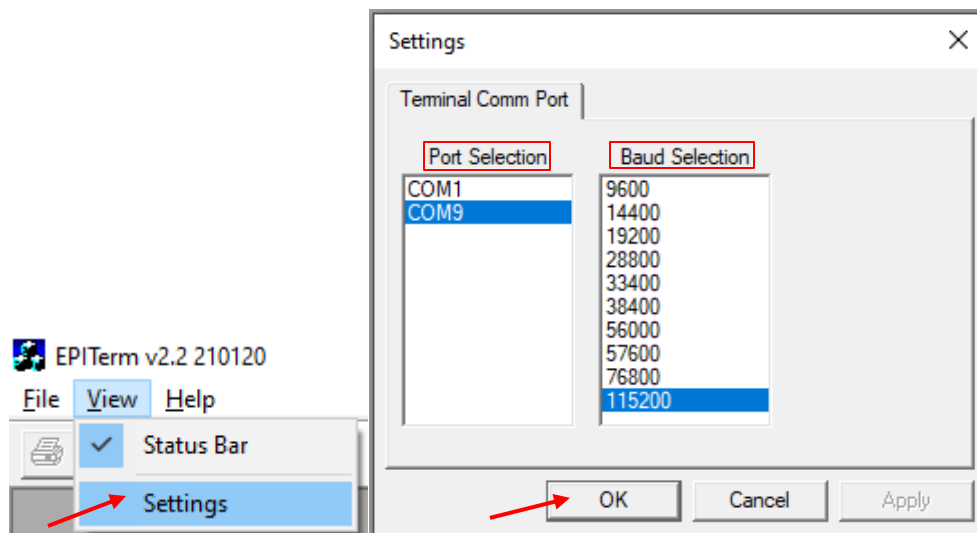 EPITerm v2.2 210120
File View Help
Status Bar
Settings
Settings
Terminal Comm Port
Port Selection
COM1
COM9
Baud Selection
9600
14400
19200
28800
33400
38400
56000
57600
76800
115200
OK Cancel Apply